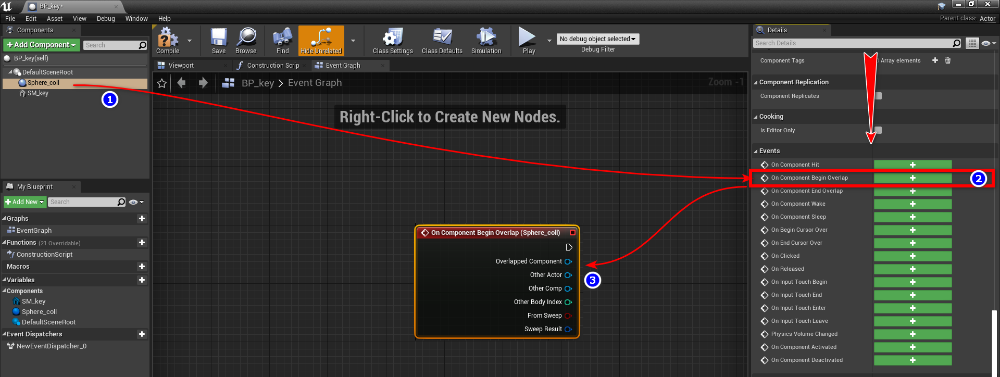 BP_key*
File Edit Asset View Debug Window Help
Parent class: Actor
Components
+ Add Component
Search
BP_key(self)
DefaultSceneRoot
Sphere_coll
SM_key
1
My Blueprint
+ Add New
Search
Graphs
EventGraph
Functions (21 Overridable)
ConstructionScript
Macros
Variables
Components
SM_key
Sphere_coll
DefaultSceneRoot
Event Dispatchers
NewEventDispatcher_0
Compile Save Browse Find Hide Unrelated Class Settings Class Defaults Simulation Play
No debug object selected
Debug Filter
Viewport Construction Scrip Event Graph
BP_key > Event Graph
Zoom -1
Right-Click to Create New Nodes.
On Component Begin Overlap (Sphere_coll)
Overlapped Component
Other Actor
Other Comp
Other Body Index
From Sweep
Sweep Result
3
Details
Search Details
Component Tags 0 Array elements
Component Replication
Component Replicates
Cooking
Is Editor Only
Events
On Component Hit
On Component Begin Overlap
2
On Component End Overlap
On Component Wake
On Component Sleep
On Begin Cursor Over
On End Cursor Over
On Clicked
On Released
On Input Touch Begin
On Input Touch End
On Input Touch Enter
On Input Touch Leave
Physics Volume Changed
On Component Activated
On Component Deactivated